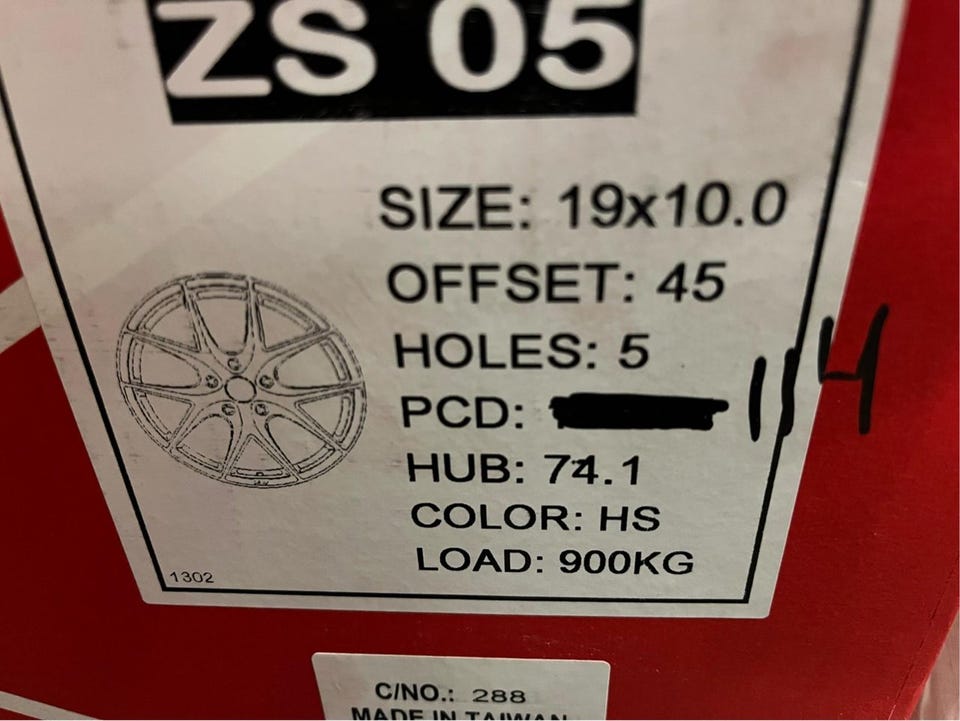 ZS 05
SIZE: 19x10.0
OFFSET: 45
HOLES: 5
PCD: 114
HUB: 74.1
COLOR: HS
LOAD: 900KG
1302
C/NO.: 288
MADE IN TAIWAN